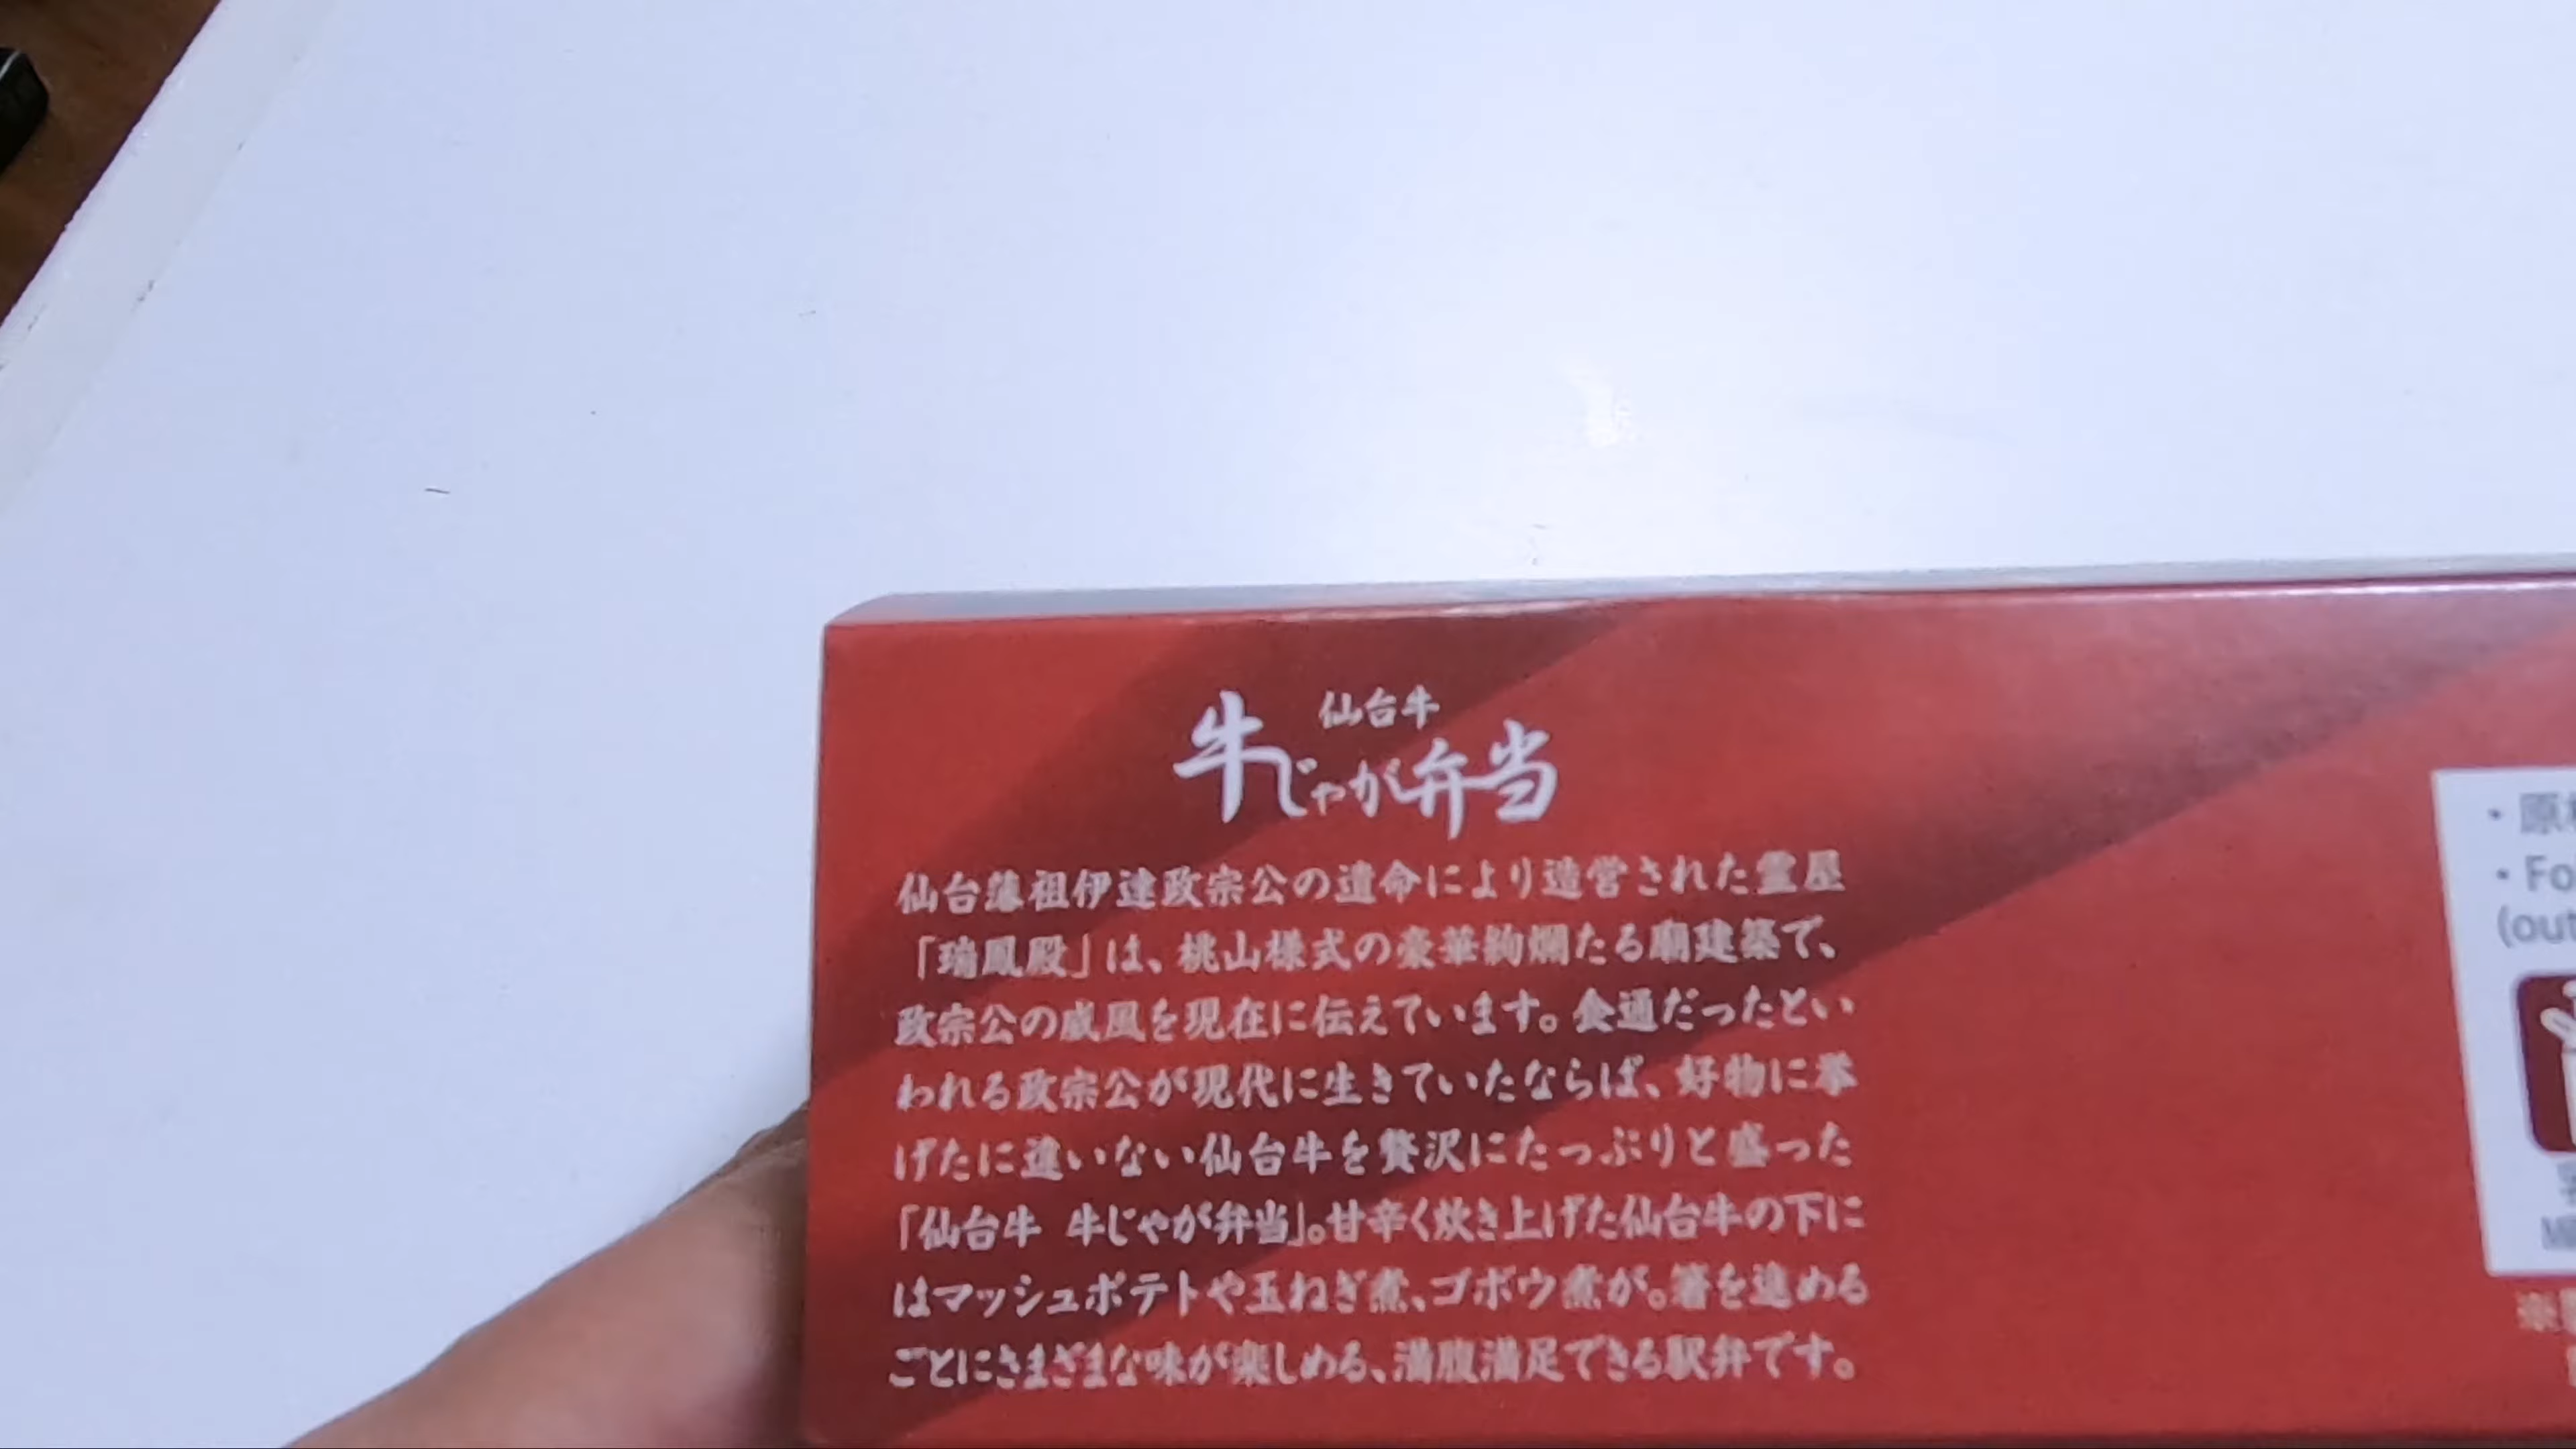 仙台牛
牛じゃが弁当
仙台藩祖伊達政宗公の遺命により造営された霊屋
「瑞鳳殿」は、桃山様式の豪華絢爛たる廟建築で、
政宗公の威風を現在に伝えています。食通だったとい
われる政宗公が現代に生きていたならば、好物に挙
げたに違いない仙台牛を贅沢にたっぷりと盛った
「仙台牛 牛じゃが弁当」。甘辛く炊き上げた仙台牛の下に
はマッシュポテトや玉ねぎ煮、ゴボウ煮が。箸を進める
ごとにさまざまな味が楽しめる、満腹満足できる駅弁です。
・原
・Fo
(out